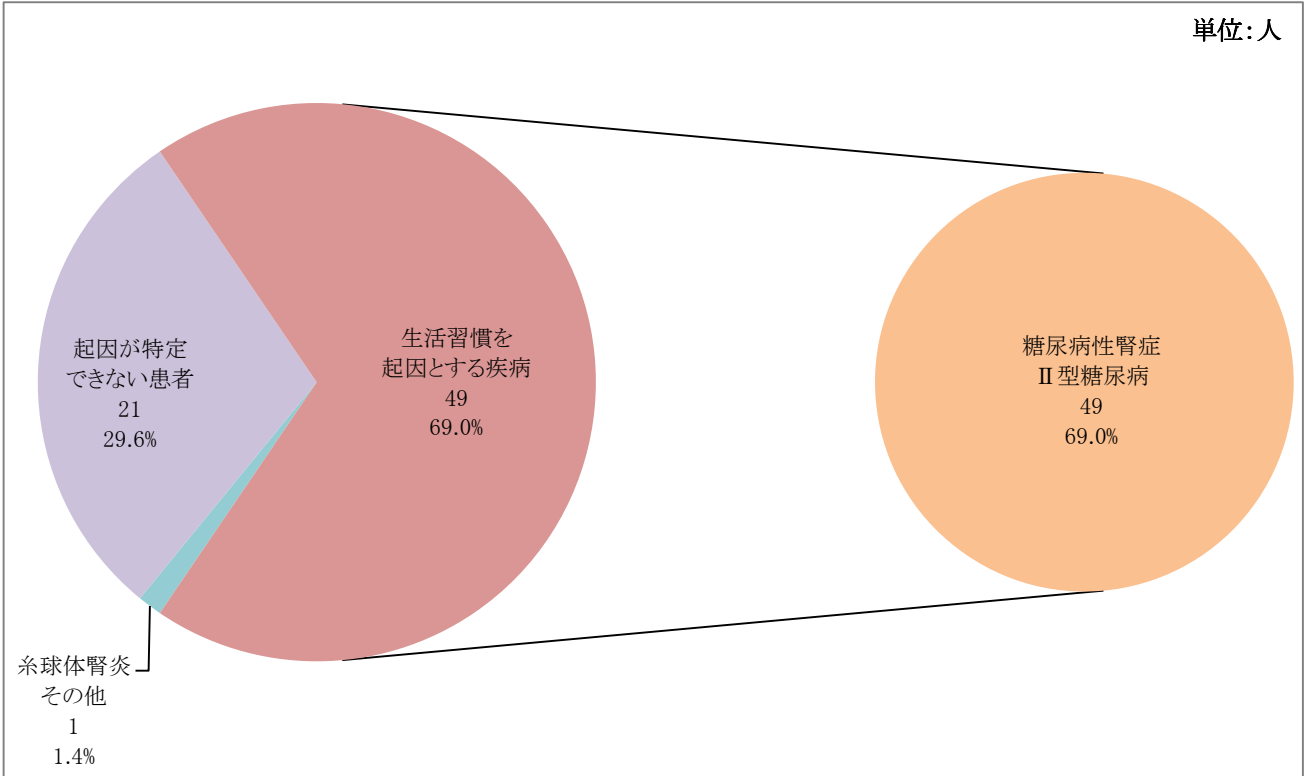 単位：人
生活習慣を
起因とする疾病
49
69.0%
起因が特定
できない患者
21
29.6%
糸球体腎炎
その他
1
1.4%
糖尿病性腎症
Ⅱ型糖尿病
49
69.0%